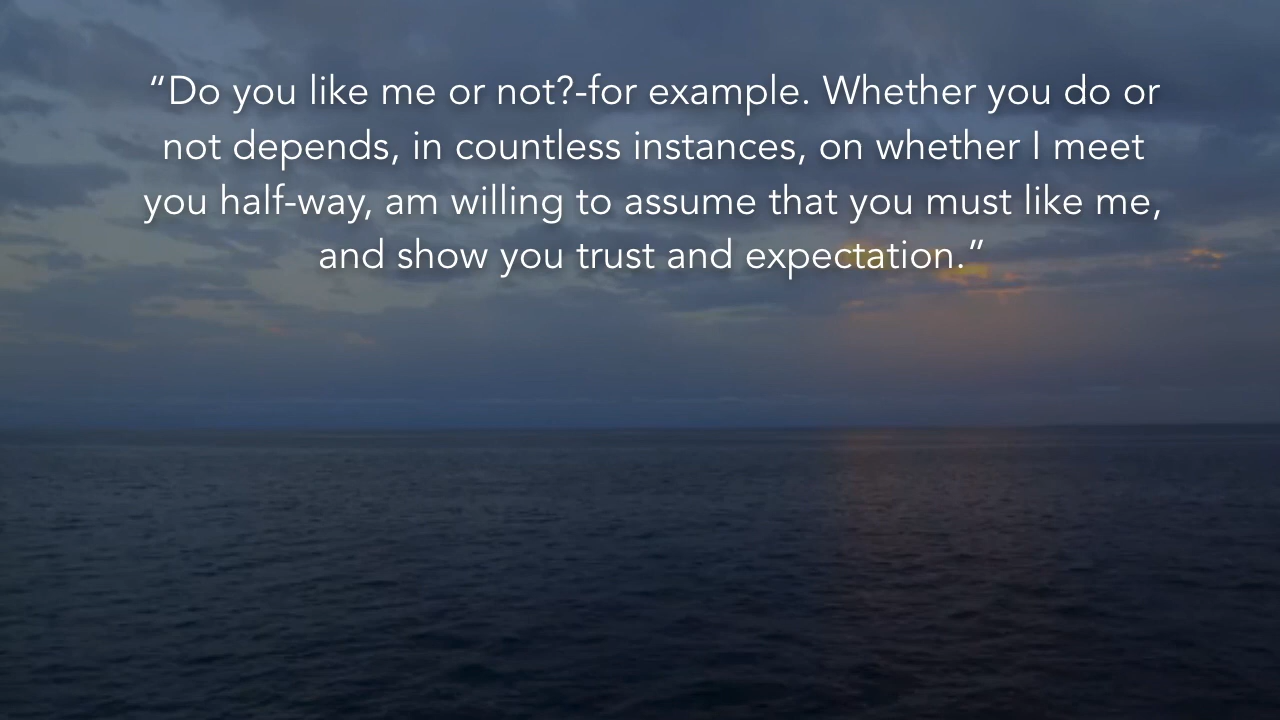 “Do you like me or not?-for example. Whether you do or
not depends, in countless instances, on whether I meet
you half-way, am willing to assume that you must like me,
and show you trust and expectation.”